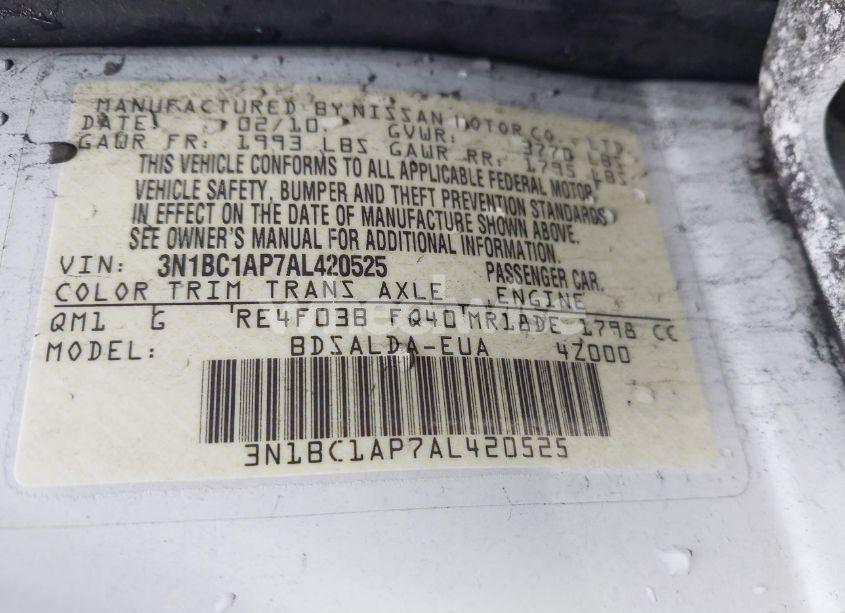 MANUFACTURED BY NISSAN MOTOR CO., LTD.
DATE: 02/10 GVWR: 3770 LBS
GAWR FR: 1993 LBS GAWR RR: 1795 LBS
THIS VEHICLE CONFORMS TO ALL APPLICABLE FEDERAL MOTOR
VEHICLE SAFETY, BUMPER AND THEFT PREVENTION STANDARDS
IN EFFECT ON THE DATE OF MANUFACTURE SHOWN ABOVE.
SEE OWNER'S MANUAL FOR ADDITIONAL INFORMATION.
VIN: 3N1BC1AP7AL420525 PASSENGER CAR.
COLOR TRIM TRANS AXLE ENGINE
QM1 G RE4F03B FQ40 MR18DE 1798 CC
MODEL: BDSALDA-EUA 4Z000
3N1BC1AP7AL420525